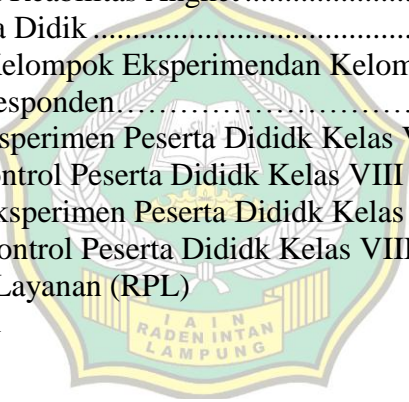 Angket ........................
a Didik ....................................
Kelompok Eksperimendan Kelom
esponden………………..…………
sperimen Peserta Dididk Kelas V
ontrol Peserta Dididk Kelas VIII
ksperimen Peserta Dididk Kelas
ontrol Peserta Dididk Kelas VIII
Layanan (RPL)
I A I N
RADEN INTAN
LAMPUNG